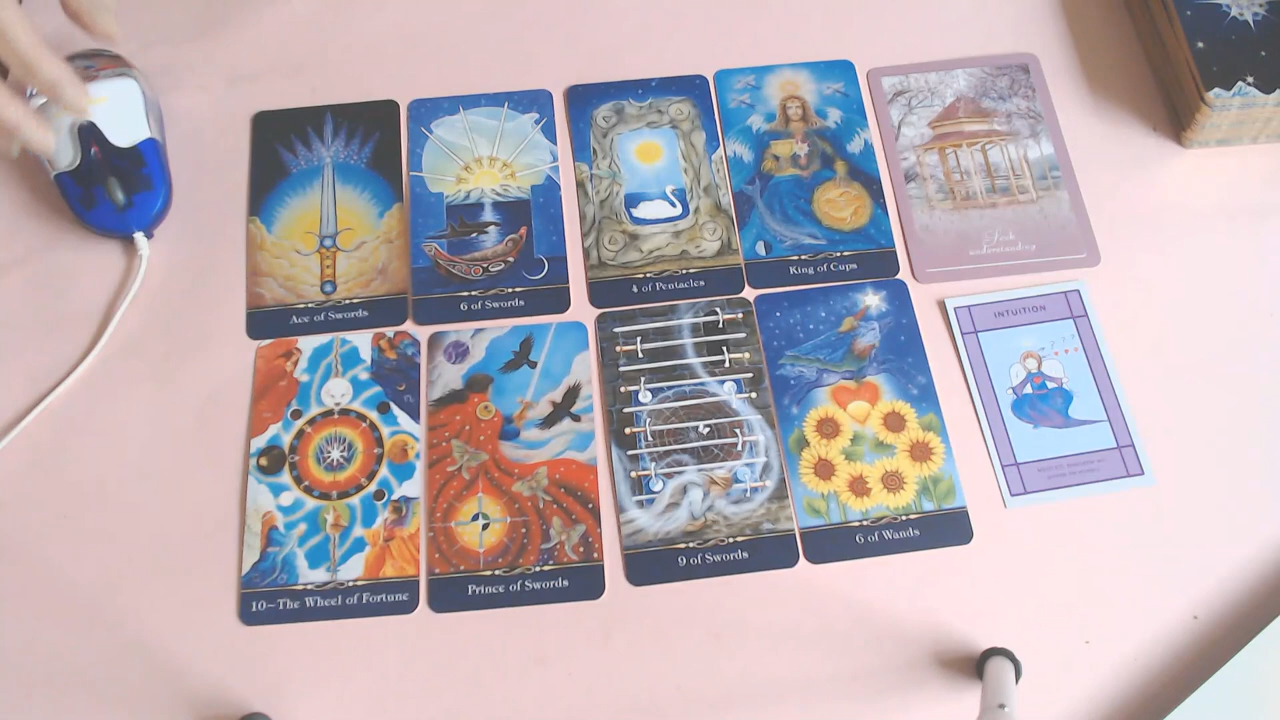 Ace of Swords
6 of Swords
4 of Pentacles
King of Cups
Seek
understanding
INTUITION
? ? ?
10~The Wheel of Fortune
Prince of Swords
9 of Swords
6 of Wands